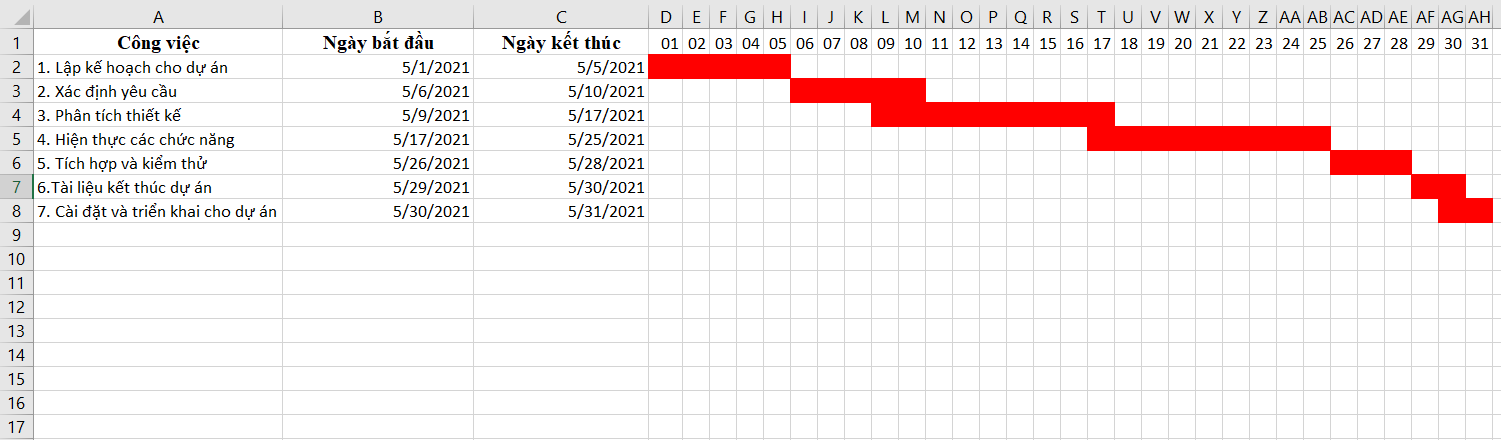 A B C D E F G H I J K L M N O P Q R S T U V W X Y Z AA AB AC AD AE AF AG AH
1 Công việc Ngày bắt đầu Ngày kết thúc 01 02 03 04 05 06 07 08 09 10 11 12 13 14 15 16 17 18 19 20 21 22 23 24 25 26 27 28 29 30 31
2 1. Lập kế hoạch cho dự án 5/1/2021 5/5/2021
3 2. Xác định yêu cầu 5/6/2021 5/10/2021
4 3. Phân tích thiết kế 5/9/2021 5/17/2021
5 4. Hiện thực các chức năng 5/17/2021 5/25/2021
6 5. Tích hợp và kiểm thử 5/26/2021 5/28/2021
7 6.Tài liệu kết thúc dự án 5/29/2021 5/30/2021
8 7. Cài đặt và triển khai cho dự án 5/30/2021 5/31/2021
9
10
11
12
13
14
15
16
17